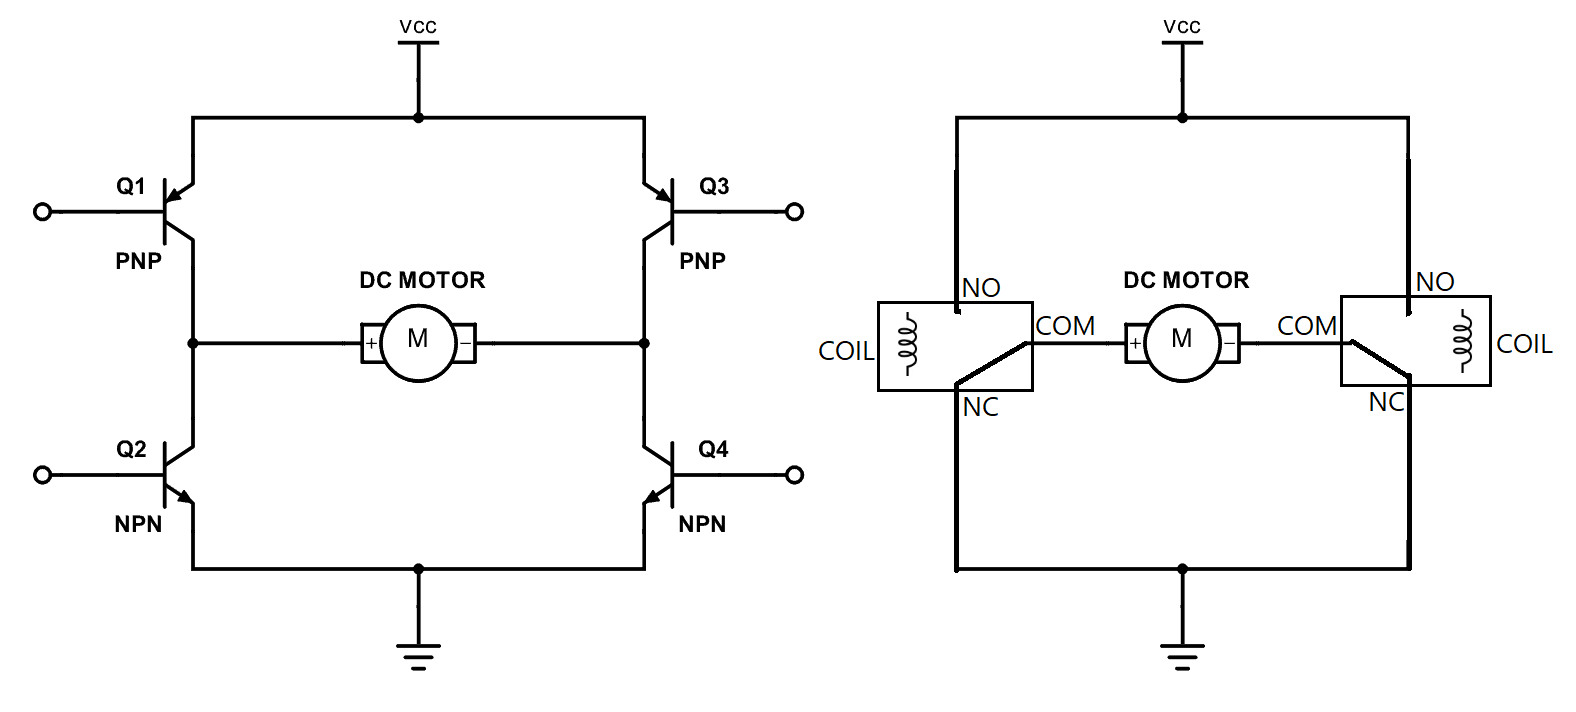 Vcc
Q1
PNP
Q3
PNP
DC MOTOR
+ M −
Q2
NPN
Q4
NPN
Vcc
NO
NO
DC MOTOR
COIL
COM
+ M −
COM
COIL
NC
NC